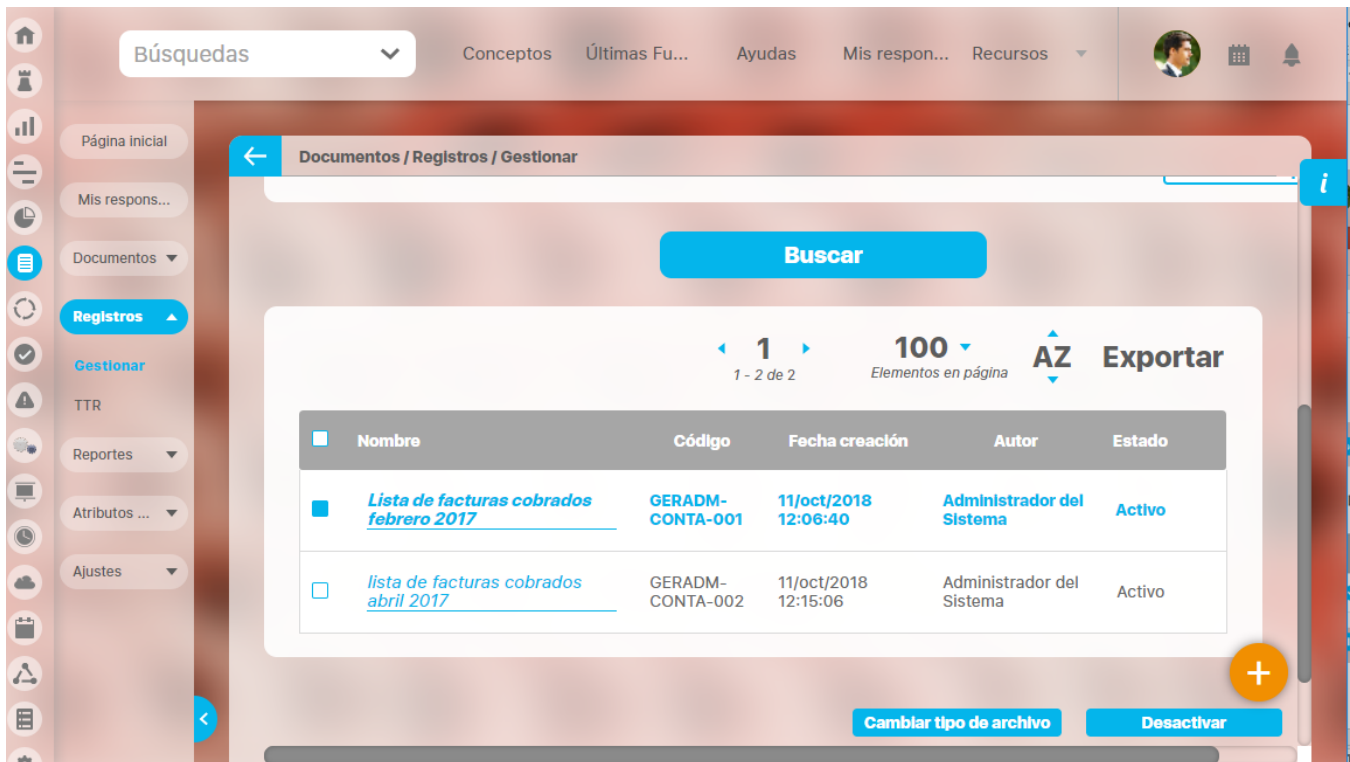 Búsquedas
Conceptos
Últimas Fu...
Ayudas
Mis respon...
Recursos
Página inicial
Mis respons...
Documentos
Registros
Gestionar
TTR
Reportes
Atributos ...
Ajustes
Documentos / Registros / Gestionar
i
Buscar
1
1 - 2 de 2
100
Elementos en página
AZ
Exportar
Nombre Código Fecha creación Autor Estado
Lista de facturas cobrados GERADM- 11/oct/2018 Administrador del Activo
febrero 2017 CONTA-001 12:06:40 Sistema
lista de facturas cobrados GERADM- 11/oct/2018 Administrador del Activo
abril 2017 CONTA-002 12:15:06 Sistema
+
Cambiar tipo de archivo
Desactivar